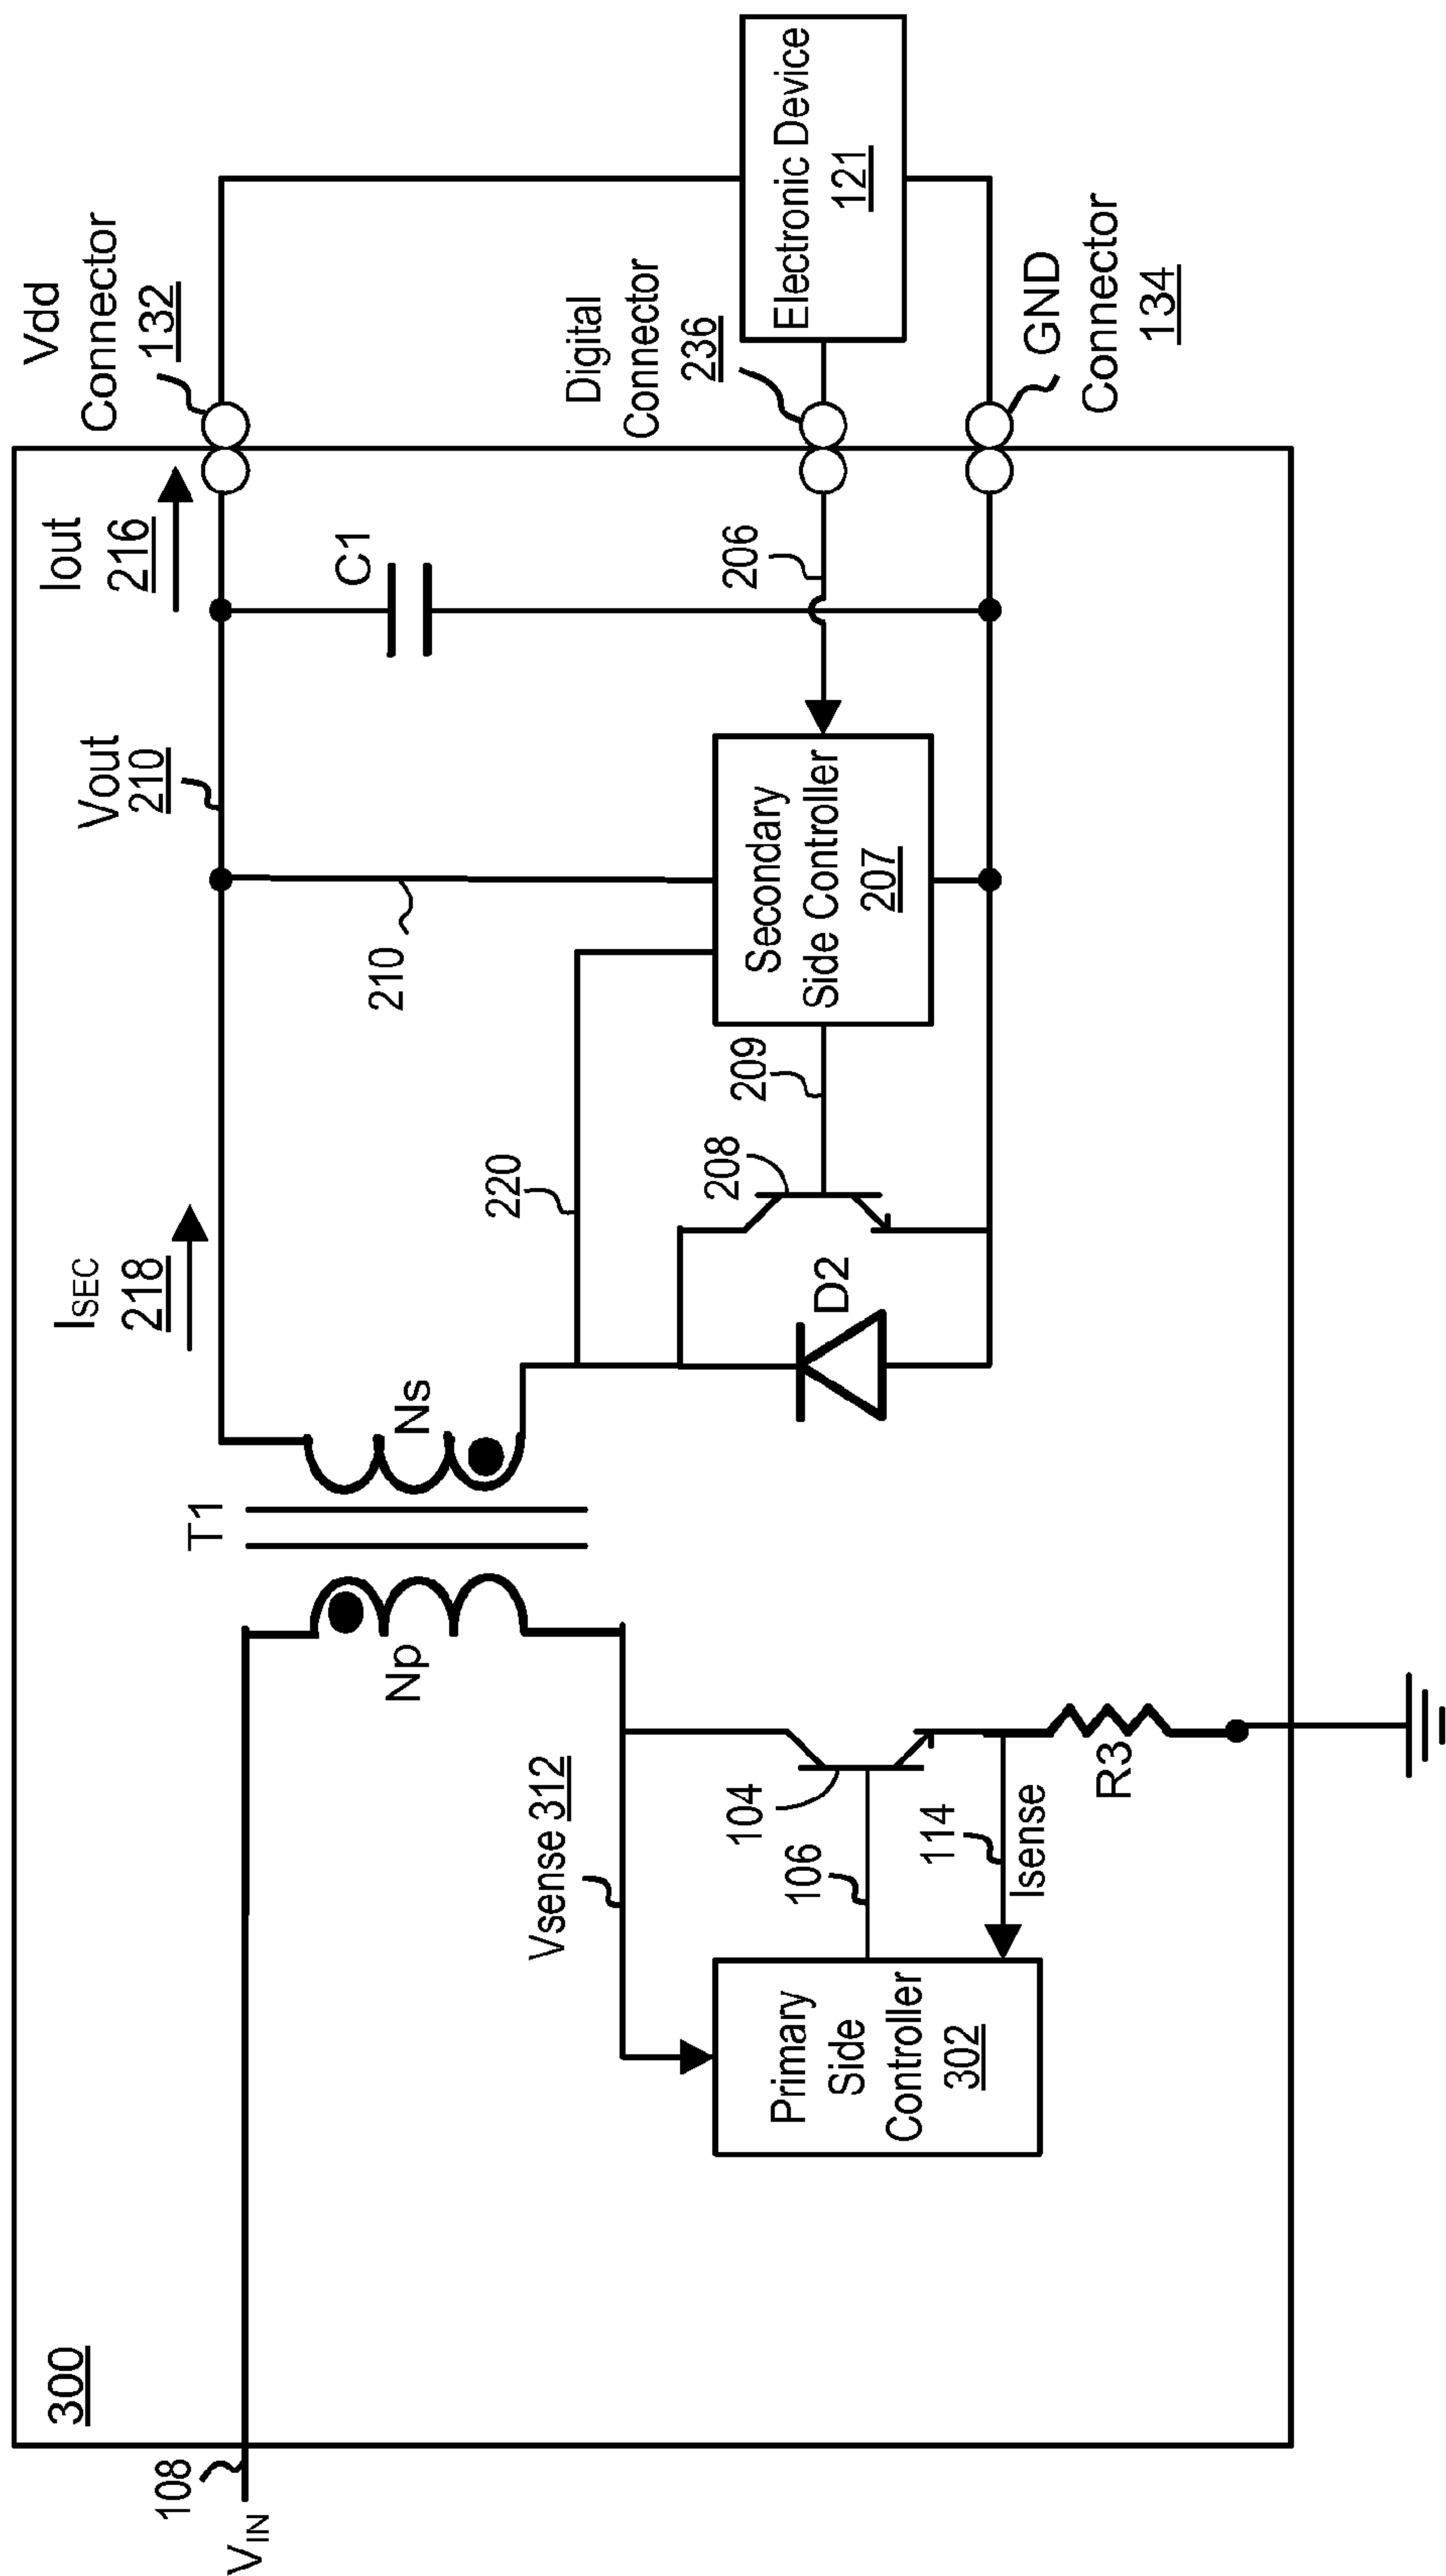 300
V_IN
108
I_SEC
218
Vout
210
Iout
216
Vdd
Connector
132
T1
Np
Ns
210
C1
220
Digital
Connector
236
206
Vsense 312
104
106
114
Isense
R3
Primary
Side
Controller
302
D2
208
209
Secondary
Side Controller
207
Electronic Device
121
GND
Connector
134